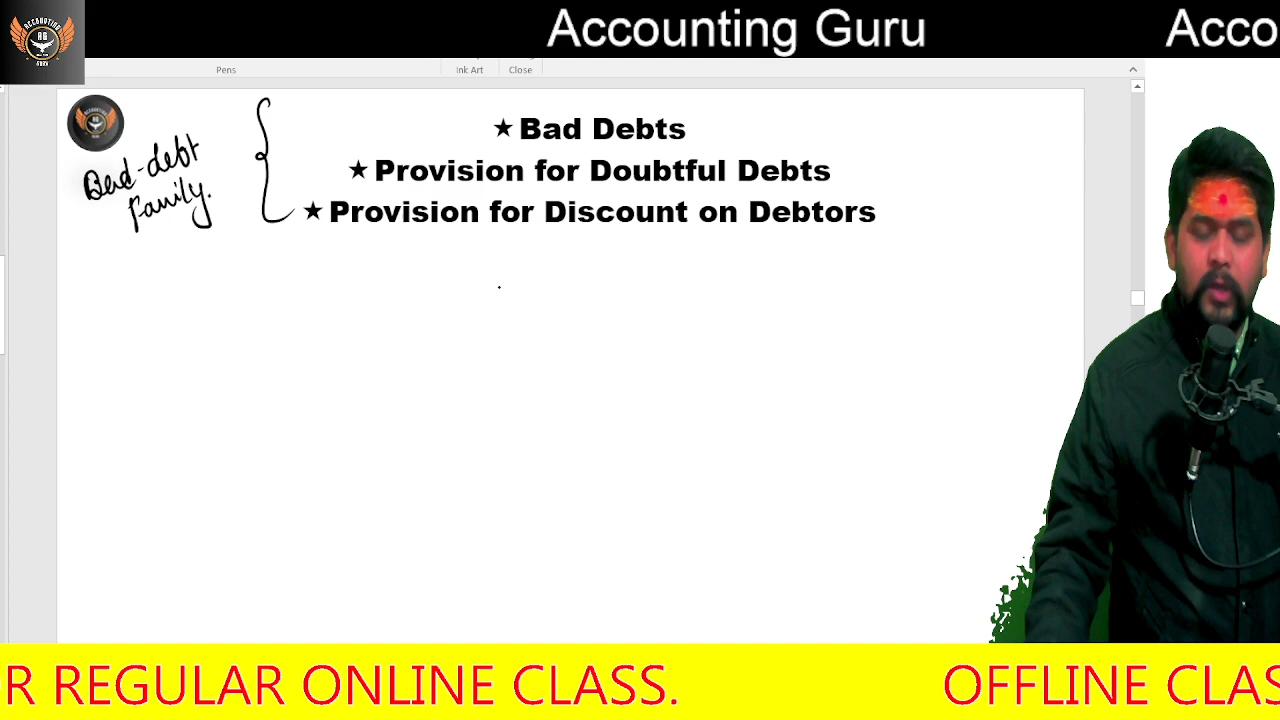 Accounting Guru
Acco
Pens
Ink Art
Close
★ Bad Debts
★ Provision for Doubtful Debts
★ Provision for Discount on Debtors
Bad-debt
Family.
R REGULAR ONLINE CLASS.
OFFLINE CLAS